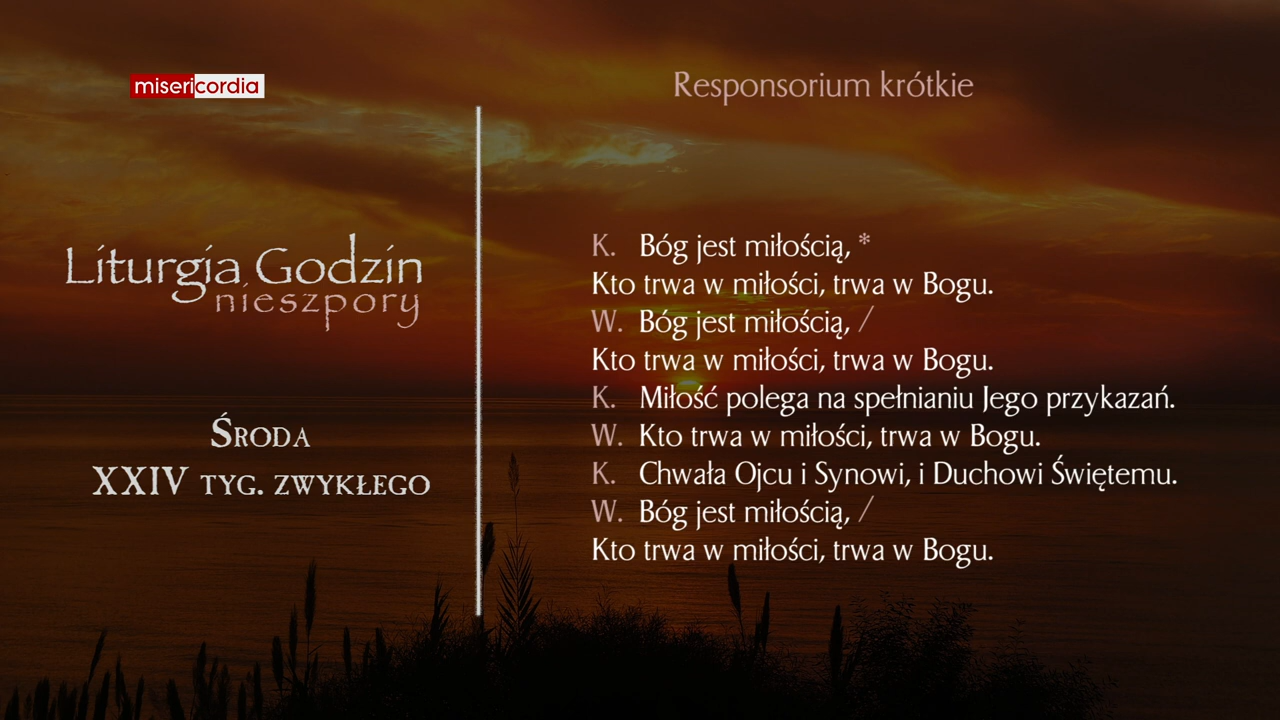 misericordia
Liturgia Godzin
nieszpory
Środa
XXIV tyg. zwykłego
Responsorium krótkie
K. Bóg jest miłością, *
Kto trwa w miłości, trwa w Bogu.
W. Bóg jest miłością, /
Kto trwa w miłości, trwa w Bogu.
K. Miłość polega na spełnianiu Jego przykazań.
W. Kto trwa w miłości, trwa w Bogu.
K. Chwała Ojcu i Synowi, i Duchowi Świętemu.
W. Bóg jest miłością, /
Kto trwa w miłości, trwa w Bogu.